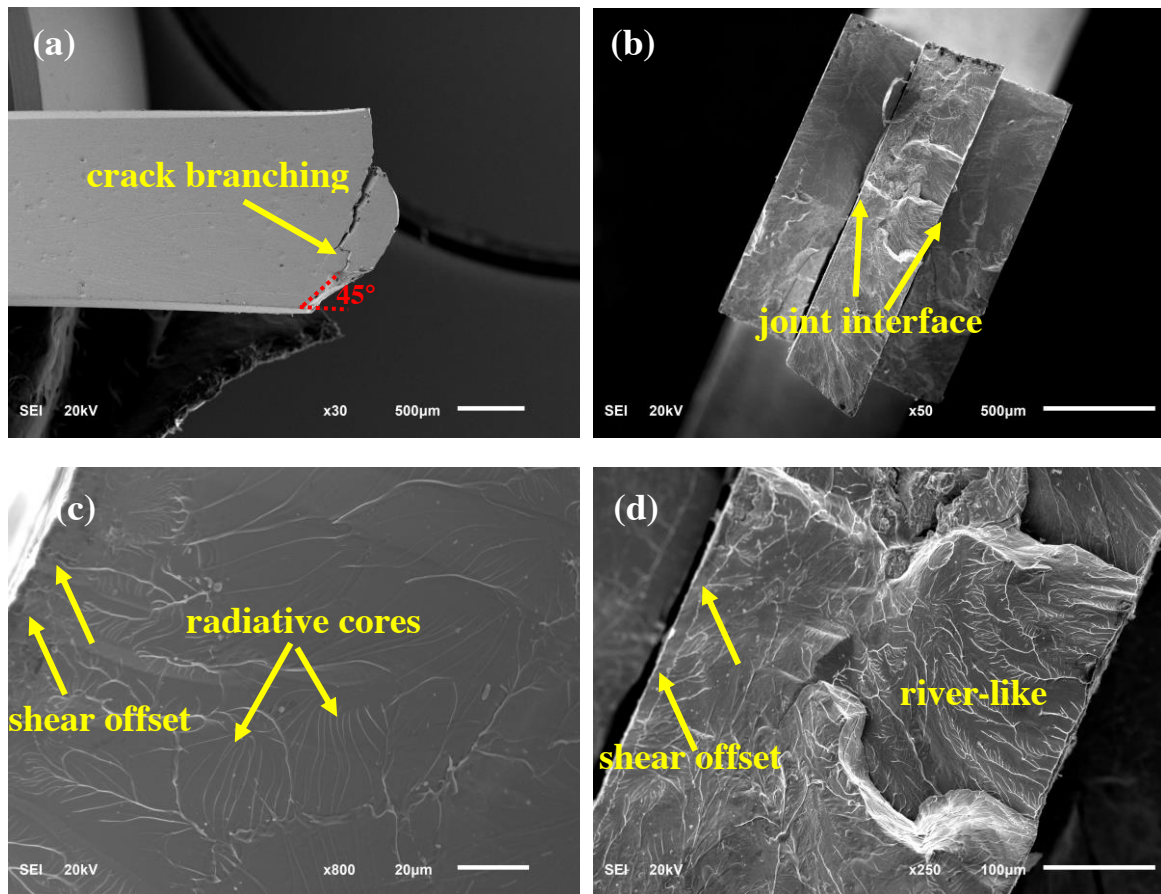 (a)
crack branching
45°
SEI 20kV x30 500μm
(b)
joint interface
SEI 20kV x50 500μm
(c)
radiative cores
shear offset
SEI 20kV x800 20μm
(d)
river-like
shear offset
SEI 20kV x250 100μm